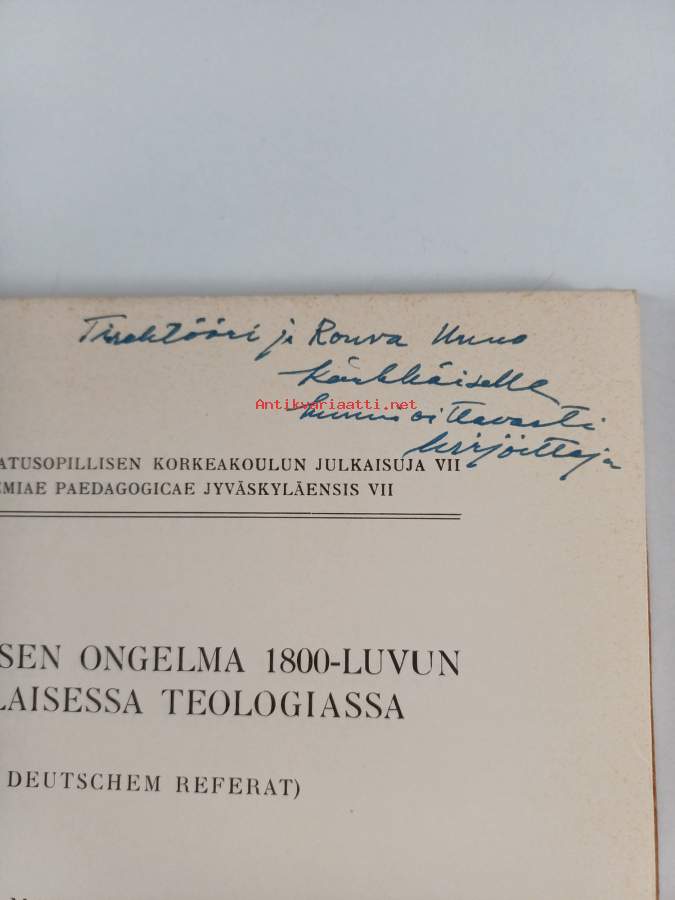 Tirehtööri ja Rouva Unno
Kärkkäiselle
Antikvariaatti.net
kunnioittavasti
kirjoittaja
ATUSOPILLISEN KORKEAKOULUN JULKAISUJA VII
EMIAE PAEDAGOGICAE JYVÄSKYLÄENSIS VII
SEN ONGELMA 1800-LUVUN
LAISESSA TEOLOGIASSA
DEUTSCHEM REFERAT)